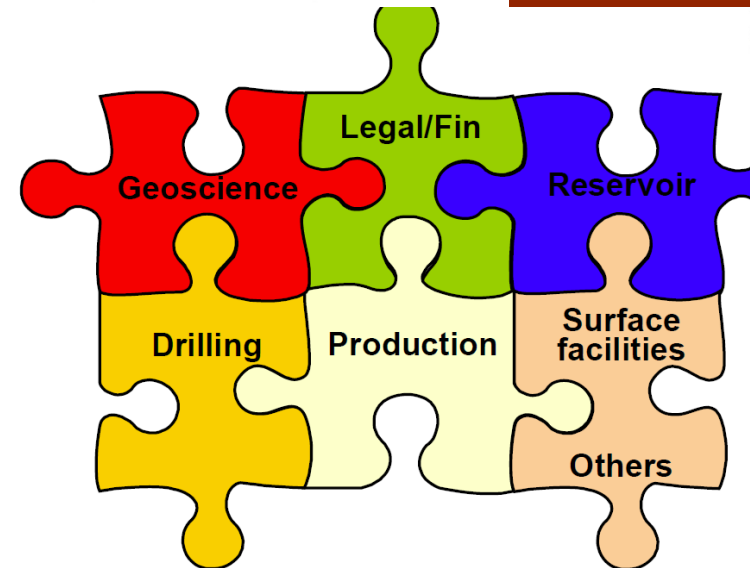 Legal/Fin
Geoscience
Reservoir
Drilling
Production
Surface
facilities
Others